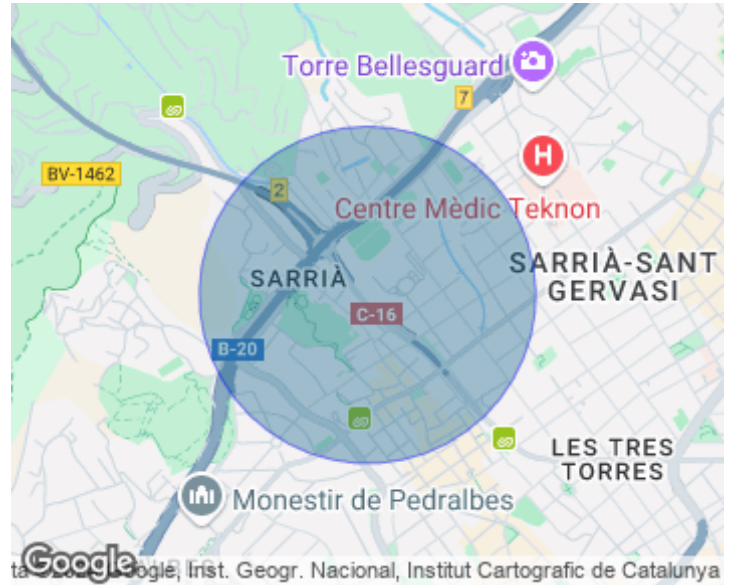 Torre Bellesguard
7
BV-1462
2
H
Centre Mèdic Teknon
SARRIÀ
SARRIÀ-SANT
GERVASI
C-16
B-20
LES TRES
TORRES
Monestir de Pedralbes
Google
Inst. Geogr. Nacional, Institut Cartografic de Catalunya